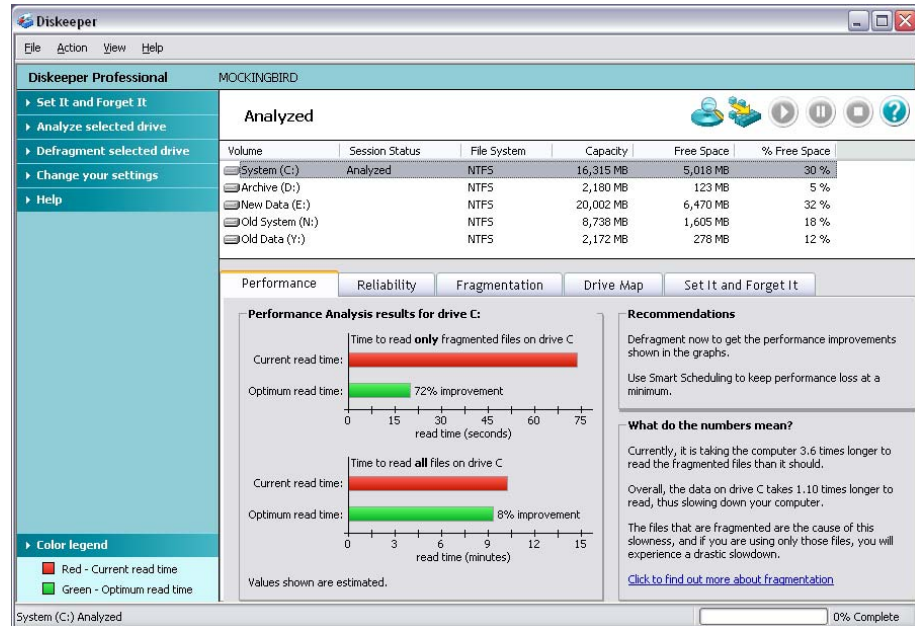 Diskeeper
File Action View Help
Diskeeper Professional MOCKINGBIRD
Set It and Forget It
Analyze selected drive
Defragment selected drive
Change your settings
Help
Analyzed
Volume Session Status File System Capacity Free Space % Free Space
System (C:) Analyzed NTFS 16,315 MB 5,018 MB 30 %
Archive (D:) NTFS 2,180 MB 123 MB 5 %
New Data (E:) NTFS 20,002 MB 6,470 MB 32 %
Old System (N:) NTFS 8,738 MB 1,605 MB 18 %
Old Data (Y:) NTFS 2,172 MB 278 MB 12 %
Performance Reliability Fragmentation Drive Map Set It and Forget It
Performance Analysis results for drive C:
Time to read only fragmented files on drive C
Current read time:
Optimum read time: 72% improvement
0 15 30 45 60 75
read time (seconds)
Time to read all files on drive C
Current read time:
Optimum read time: 8% improvement
0 3 6 9 12 15
read time (minutes)
Values shown are estimated.
Recommendations
Defragment now to get the performance improvements
shown in the graphs.
Use Smart Scheduling to keep performance loss at a
minimum.
What do the numbers mean?
Currently, it is taking the computer 3.6 times longer to
read the fragmented files than it should.
Overall, the data on drive C takes 1.10 times longer to
read, thus slowing down your computer.
The files that are fragmented are the cause of this
slowness, and if you are using only those files, you will
experience a drastic slowdown.
Click to find out more about fragmentation
Color legend
Red - Current read time
Green - Optimum read time
System (C:) Analyzed 0% Complete